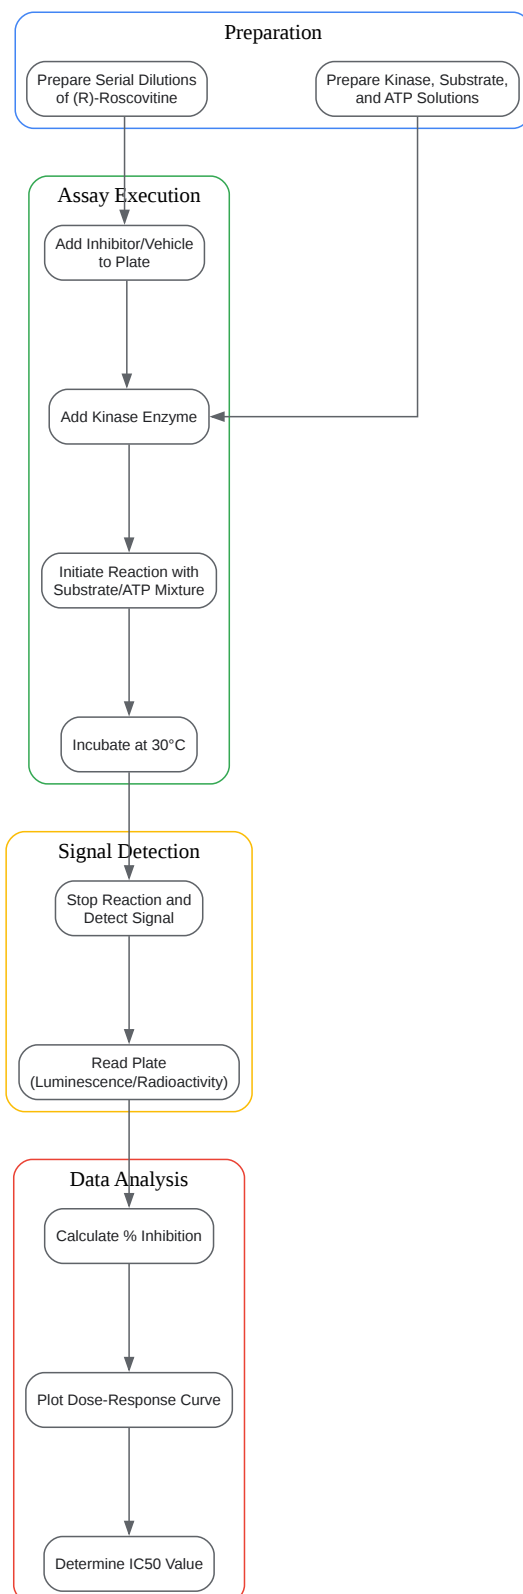 Preparation
Prepare Serial Dilutions
of (R)-Roscovitine
Prepare Kinase, Substrate,
and ATP Solutions
Assay Execution
Add Inhibitor/Vehicle
to Plate
Add Kinase Enzyme
Initiate Reaction with
Substrate/ATP Mixture
Incubate at 30°C
Signal Detection
Stop Reaction and
Detect Signal
Read Plate
(Luminescence/Radioactivity)
Data Analysis
Calculate % Inhibition
Plot Dose-Response Curve
Determine IC50 Value